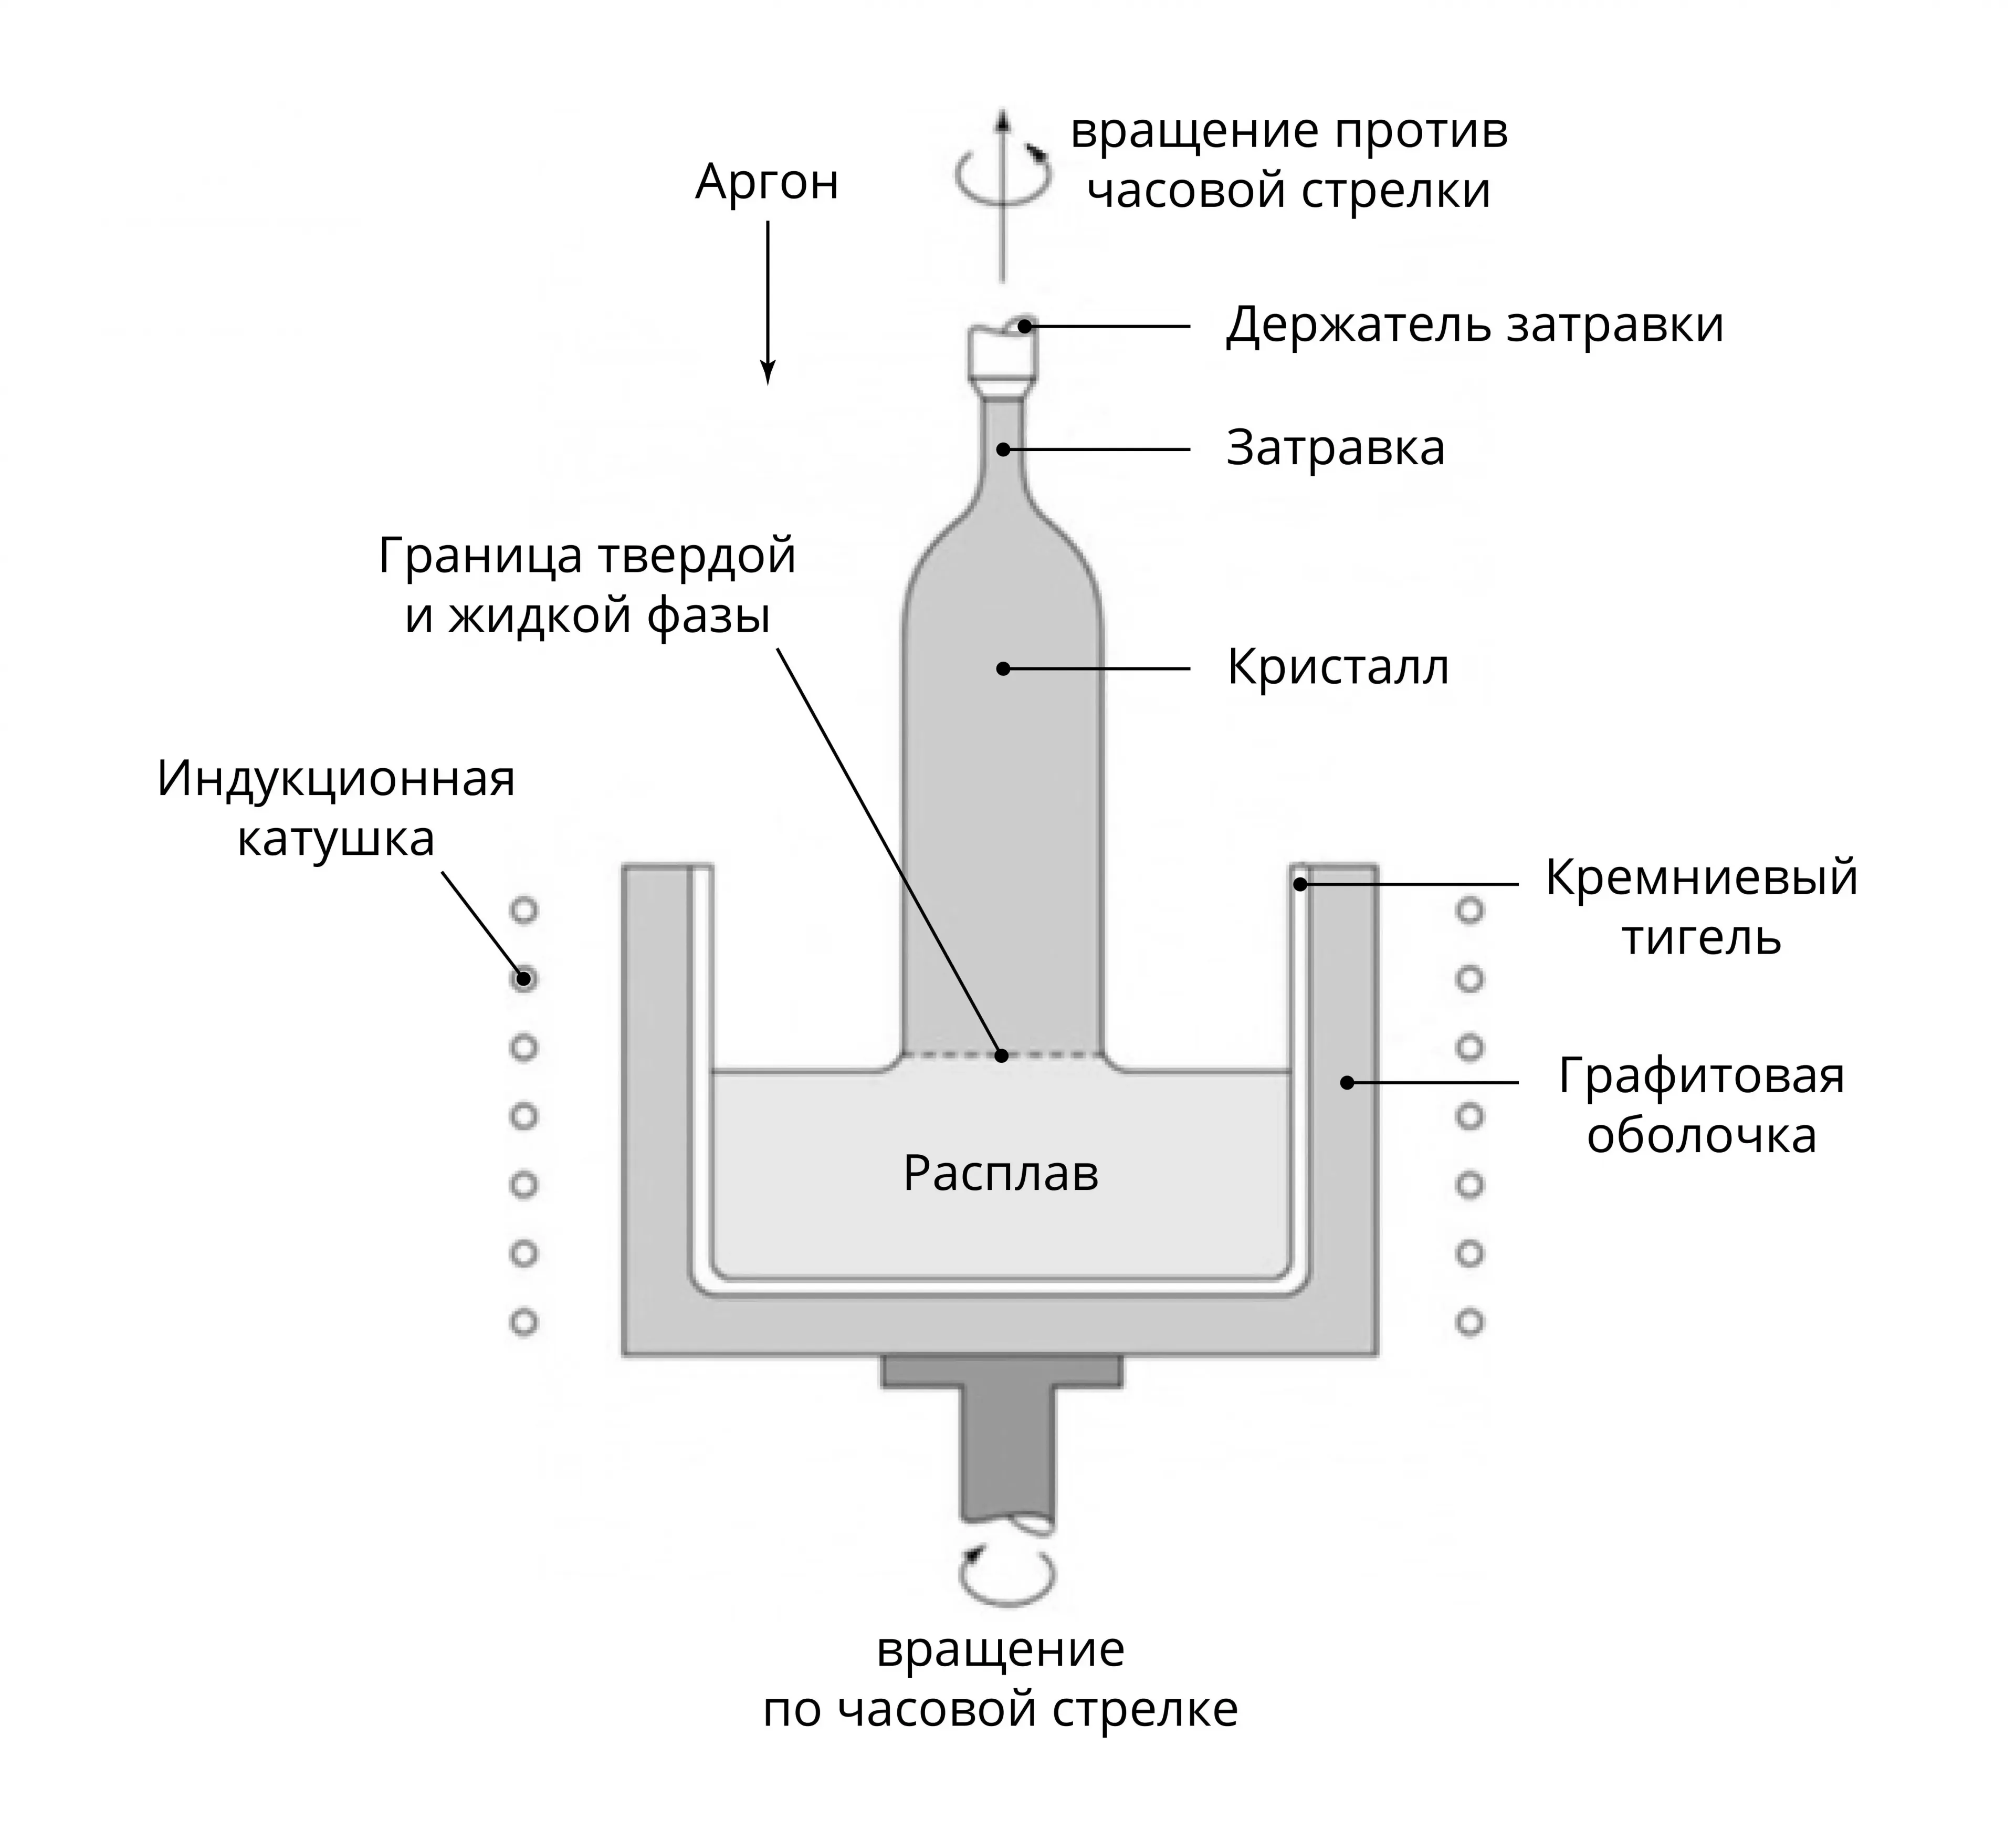 вращение против
часовой стрелки
Аргон
Держатель затравки
Затравка
Граница твердой
и жидкой фазы
Кристалл
Индукционная
катушка
Кремниевый
тигель
Графитовая
оболочка
Расплав
вращение
по часовой стрелке